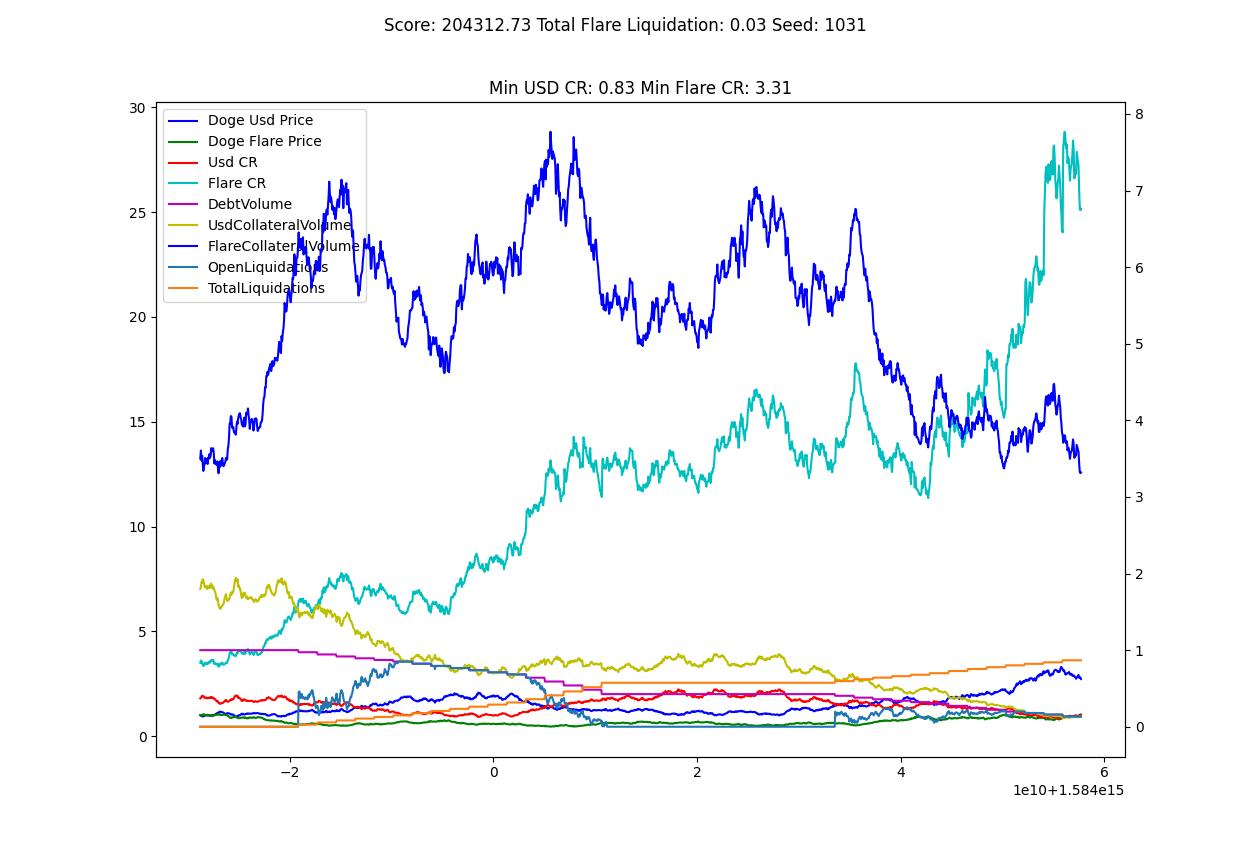 Score: 204312.73 Total Flare Liquidation: 0.03 Seed: 1031
Min USD CR: 0.83 Min Flare CR: 3.31
Doge Usd Price
Doge Flare Price
Usd CR
Flare CR
DebtVolume
UsdCollateralVolume
FlareCollateralVolume
OpenLiquidations
TotalLiquidations
30
25
20
15
10
5
0
8
7
6
5
4
3
2
1
0
−2 0 2 4 6
1e10+1.584e15